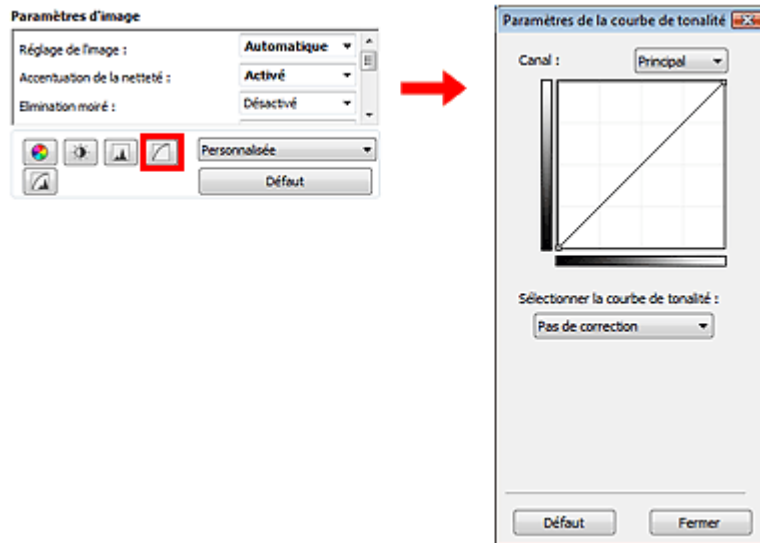 Paramètres d'image
Réglage de l'image : Automatique
Accentuation de la netteté : Activé
Elimination moiré : Désactivé
Personnalisée
Défaut
Paramètres de la courbe de tonalité
Canal : Principal
Sélectionner la courbe de tonalité :
Pas de correction
Défaut Fermer